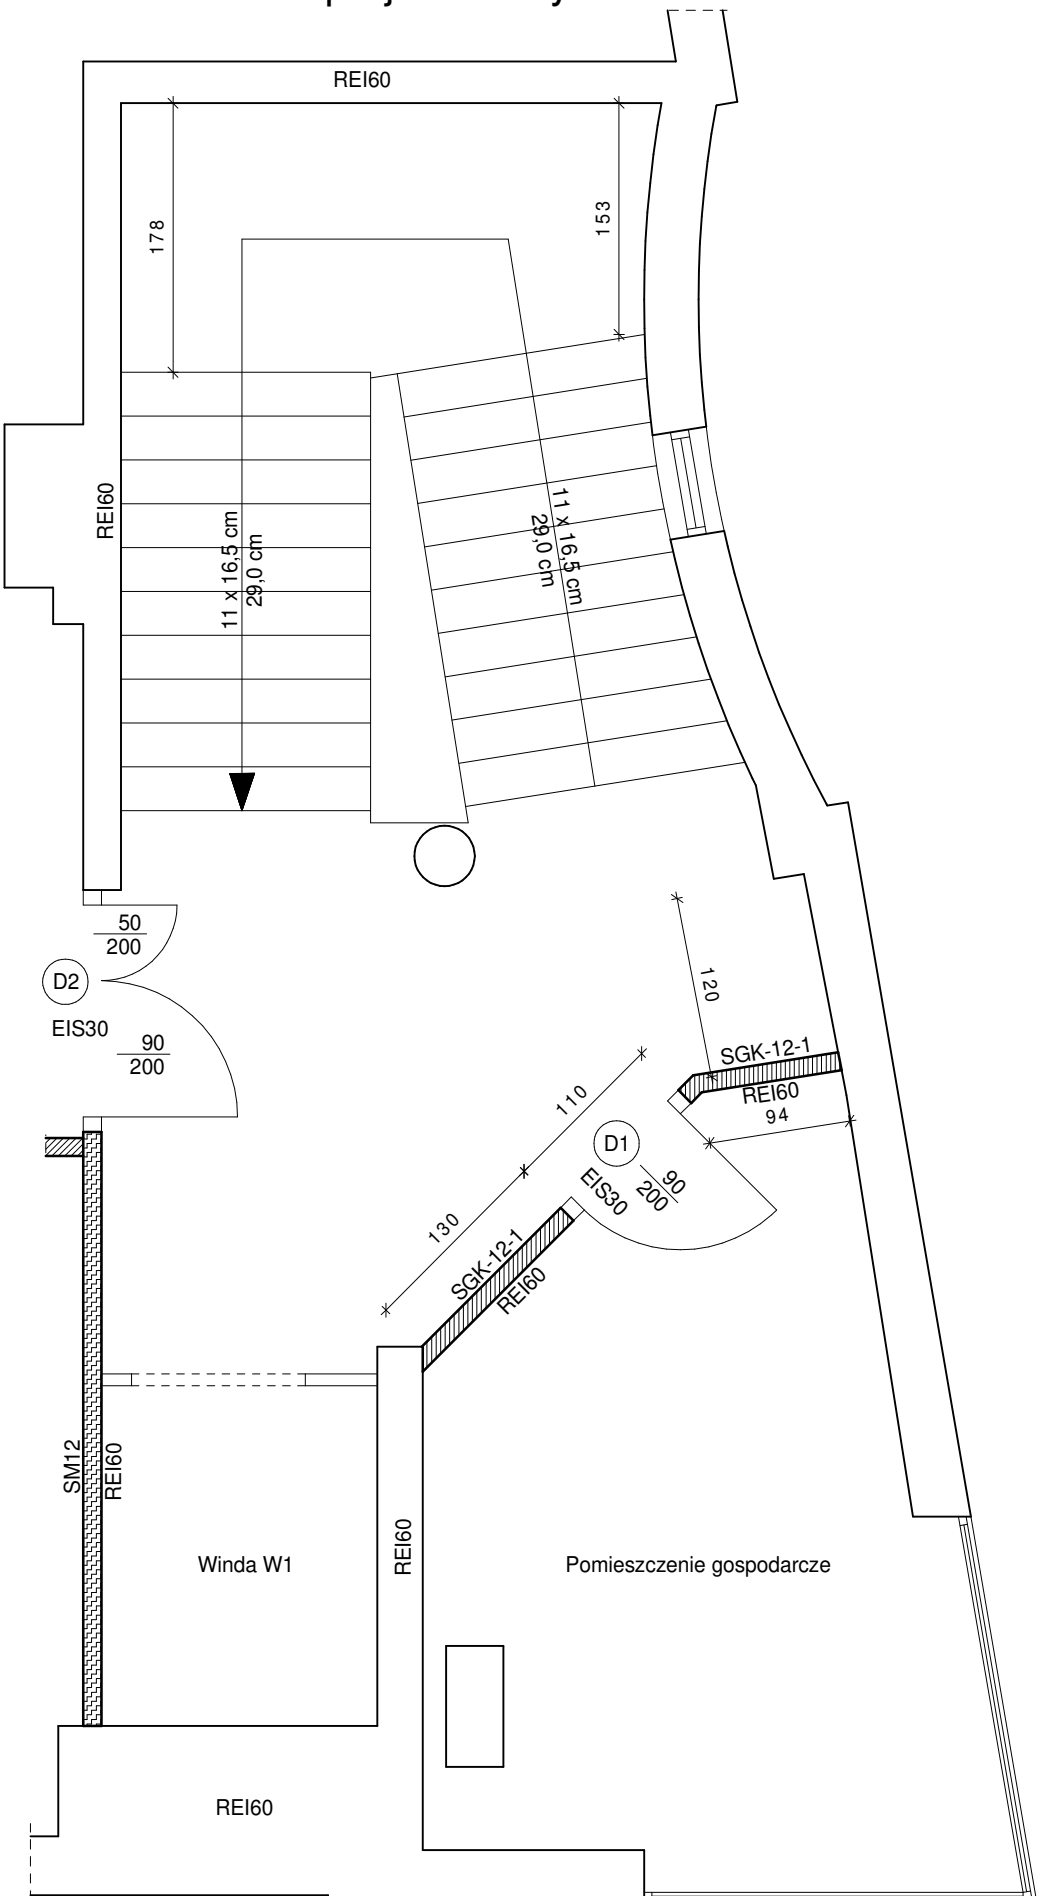 REI60
178
153
REI60
11 x 16,5 cm
29,0 cm
11 x 16,5 cm
29,0 cm
50
200
D2
EIS30
90
200
120
SGK-12-1
REI60
94
110
D1
EIS30
90
200
130
SGK-12-1
REI60
SM12
REI60
REI60
Winda W1
Pomieszczenie gospodarcze
REI60